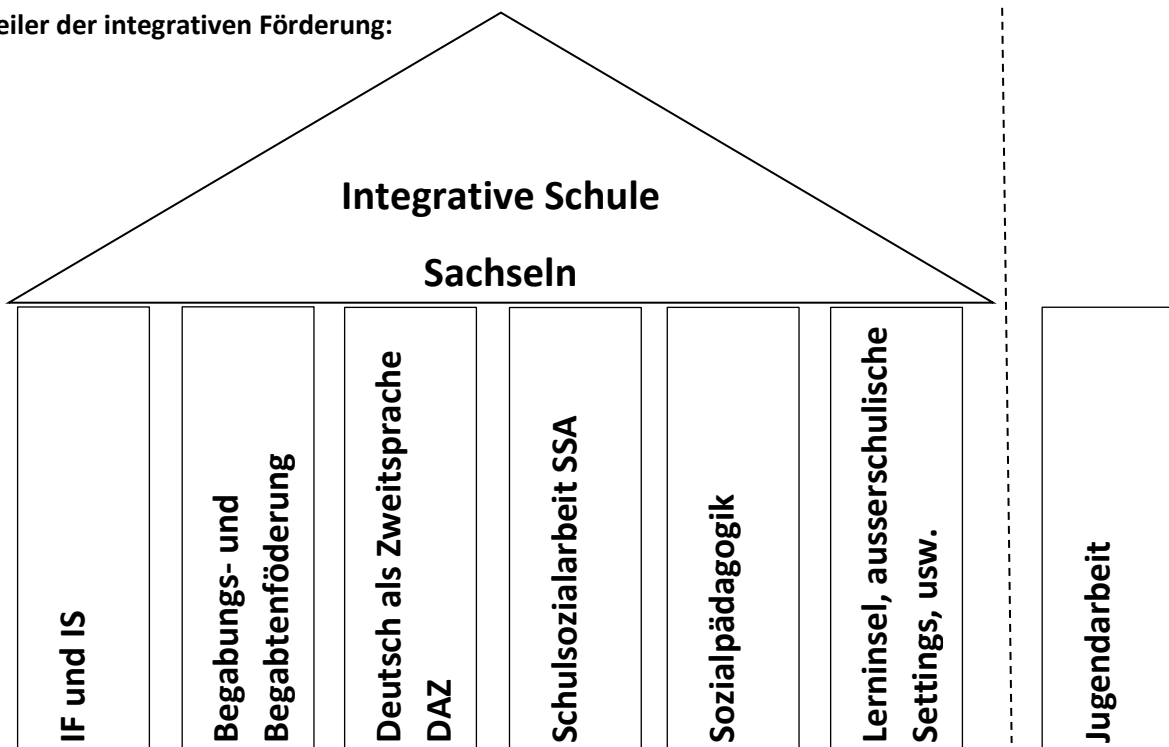 eiler der integrativen Förderung:
Integrative Schule
Sachseln
IF und IS
Begabungs- und
Begabtenföderung
Deutsch als Zweitsprache
DAZ
Schulsozialarbeit SSA
Sozialpädagogik
Lerninsel, ausserschulische
Settings, usw.
Jugendarbeit